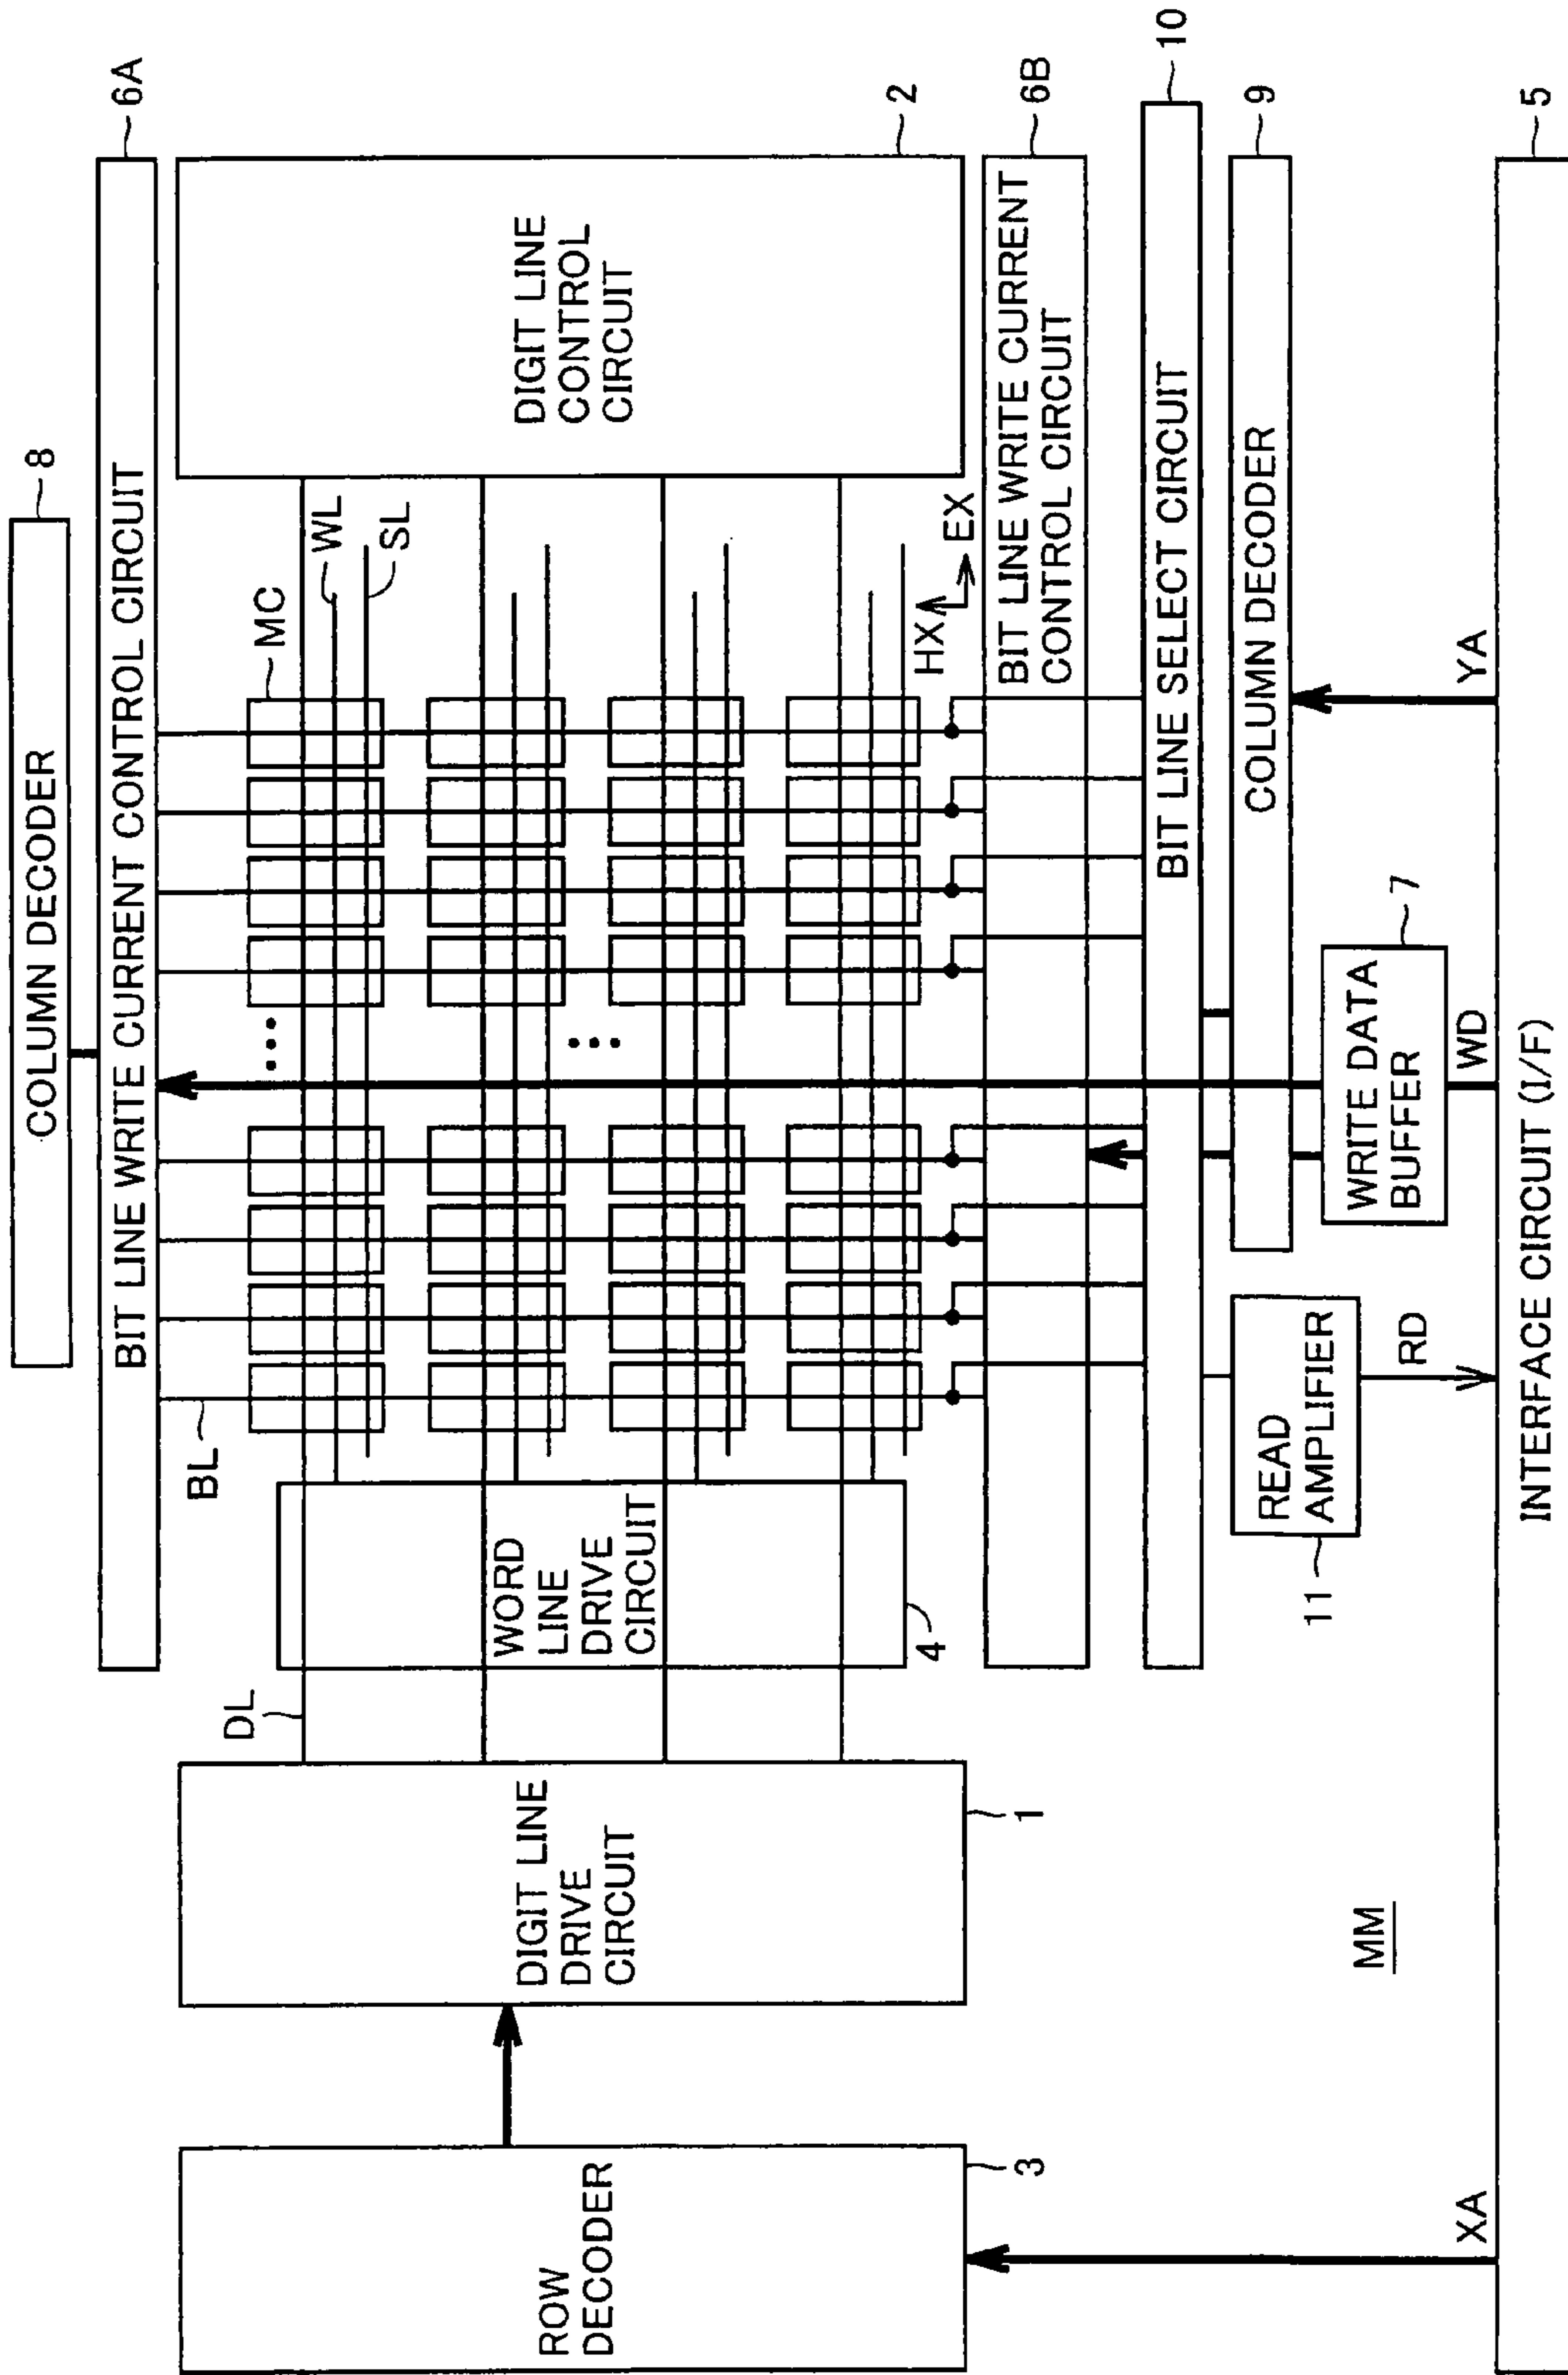 COLUMN DECODER
8
BIT LINE WRITE CURRENT CONTROL CIRCUIT
6A
ROW
DECODER
3
DIGIT LINE
DRIVE
CIRCUIT
1
DL
WORD
LINE
DRIVE
CIRCUIT
4
BL
MC
WL
SL
DIGIT LINE
CONTROL
CIRCUIT
2
HX
EX
BIT LINE WRITE CURRENT
CONTROL CIRCUIT
6B
BIT LINE SELECT CIRCUIT
10
COLUMN DECODER
9
READ
AMPLIFIER
11
RD
WRITE DATA
BUFFER
7
WD
YA
XA
MM
INTERFACE CIRCUIT (I/F)
5